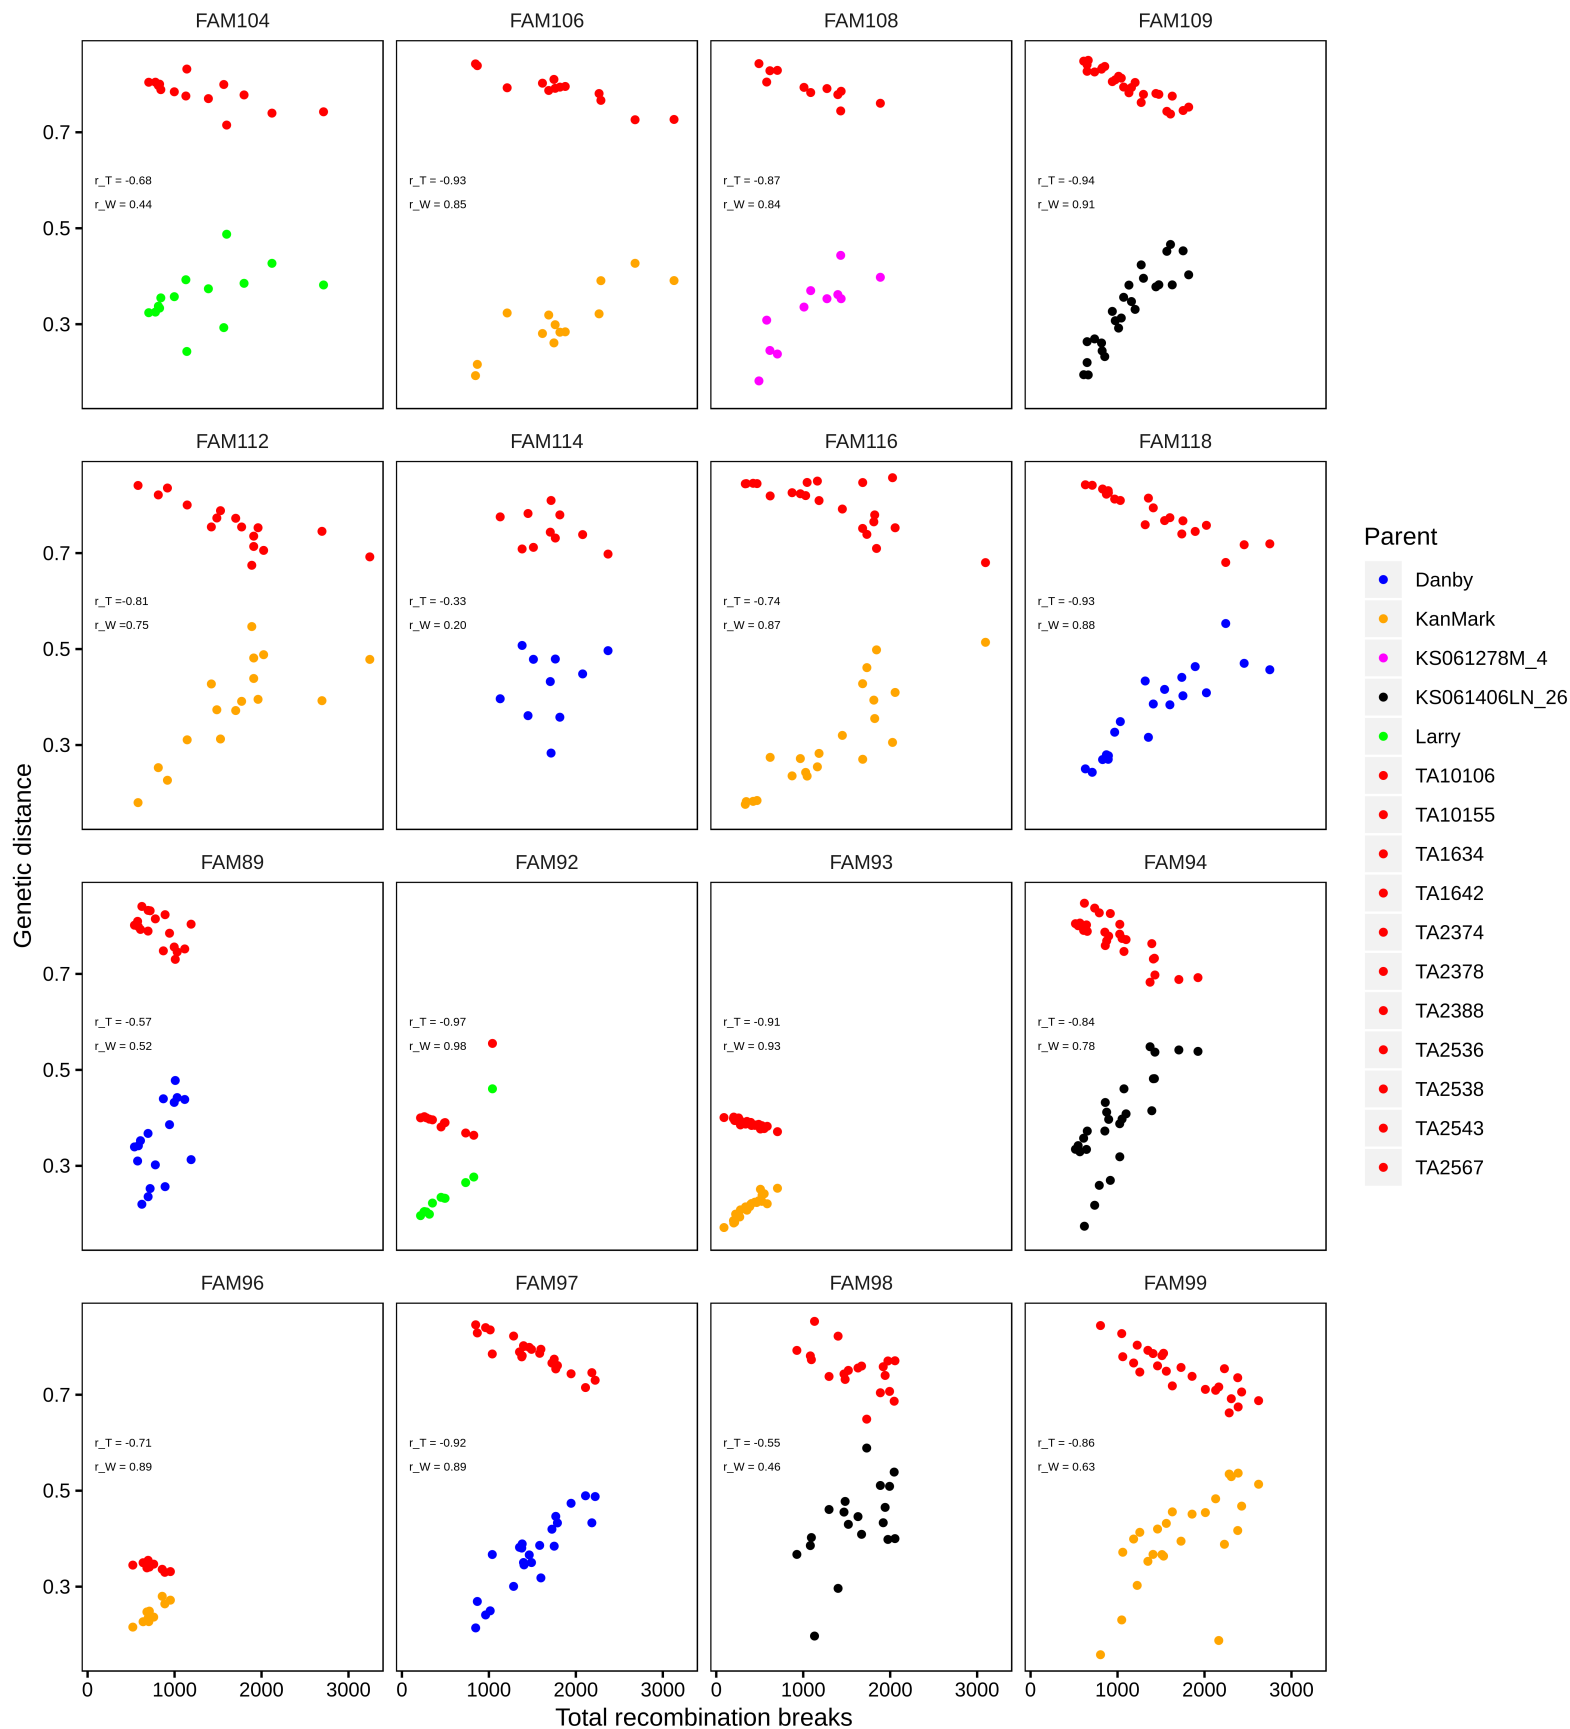 FAM104 FAM106 FAM108 FAM109
0.7
r_T = -0.68 r_T = -0.93 r_T = -0.87 r_T = -0.94
r_W = 0.44 r_W = 0.85 r_W = 0.84 r_W = 0.91
0.5
0.3
FAM112 FAM114 FAM116 FAM118
0.7
r_T =-0.81 r_T = -0.33 r_T = -0.74 r_T = -0.93
r_W =0.75 r_W = 0.20 r_W = 0.87 r_W = 0.88
0.5
0.3
Genetic distance
FAM89 FAM92 FAM93 FAM94
0.7
r_T = -0.57 r_T = -0.97 r_T = -0.91 r_T = -0.84
r_W = 0.52 r_W = 0.98 r_W = 0.93 r_W = 0.78
0.5
0.3
FAM96 FAM97 FAM98 FAM99
0.7
r_T = -0.71 r_T = -0.92 r_T = -0.55 r_T = -0.86
r_W = 0.89 r_W = 0.89 r_W = 0.46 r_W = 0.63
0.5
0.3
0 1000 2000 3000 0 1000 2000 3000 0 1000 2000 3000 0 1000 2000 3000
Total recombination breaks
Parent
Danby
KanMark
KS061278M_4
KS061406LN_26
Larry
TA10106
TA10155
TA1634
TA1642
TA2374
TA2378
TA2388
TA2536
TA2538
TA2543
TA2567